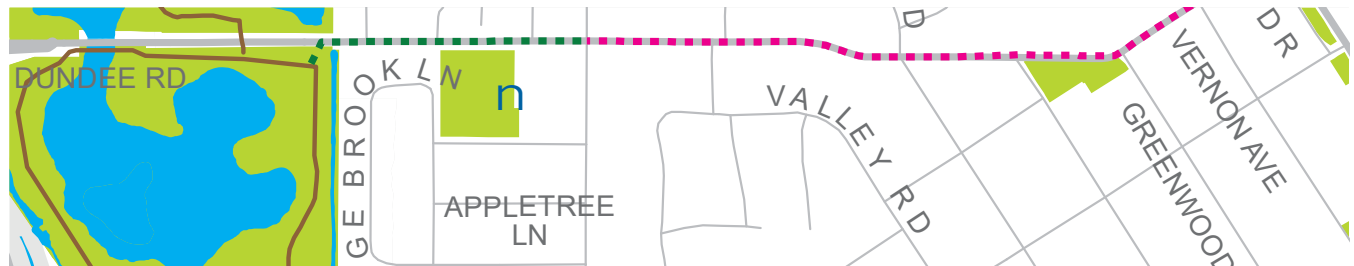 DUNDEE RD
GE BROOK LN
n
APPLETREE
LN
VALLEY RD
D
GREENWOOD
VERNON AVE
DR